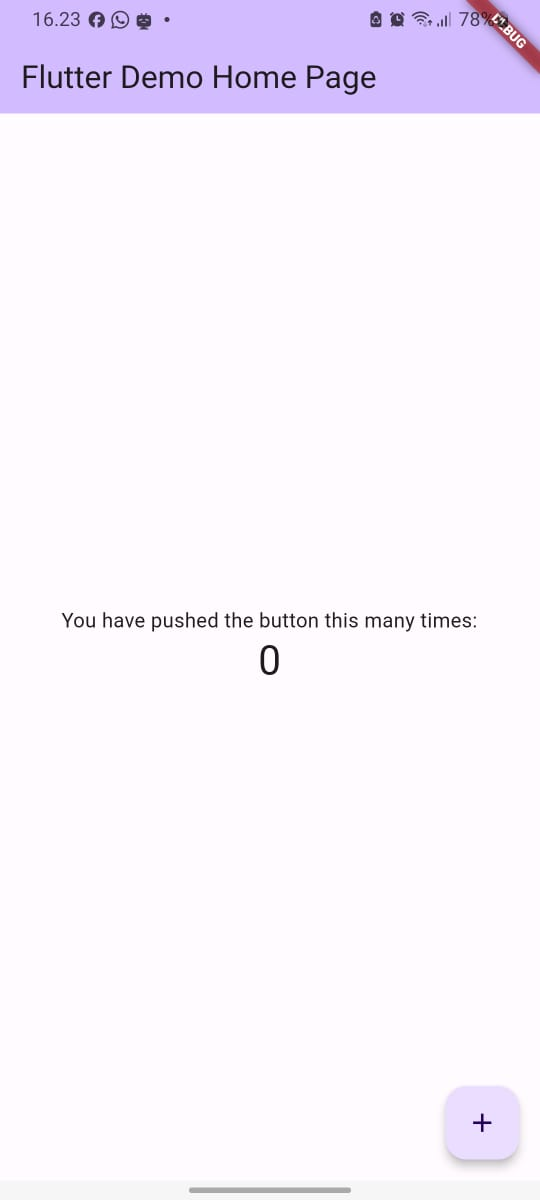 16.23
78%
DEBUG
Flutter Demo Home Page
You have pushed the button this many times:
0
+